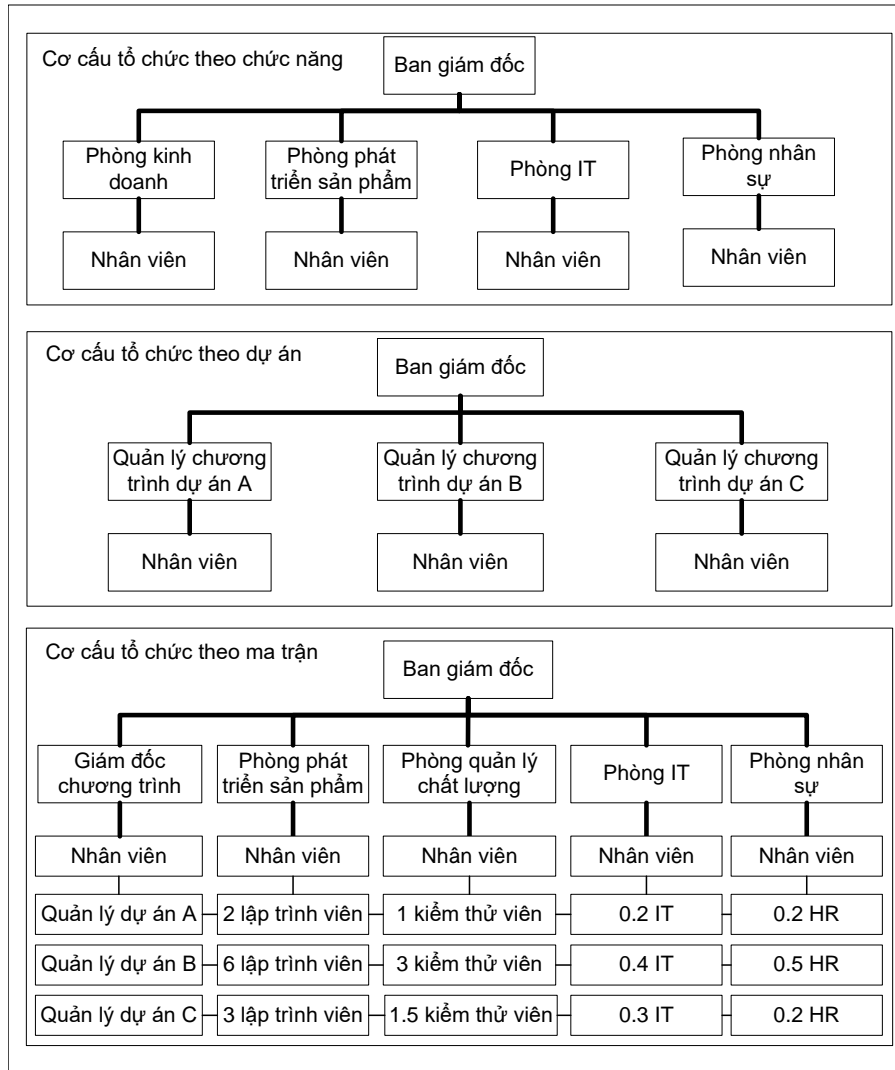 Cơ cấu tổ chức theo chức năng
Ban giám đốc
Phòng kinh
doanh
Phòng phát
triển sản phẩm
Phòng IT
Phòng nhân
sự
Nhân viên
Nhân viên
Nhân viên
Nhân viên
Cơ cấu tổ chức theo dự án
Ban giám đốc
Quản lý chương
trình dự án A
Quản lý chương
trình dự án B
Quản lý chương
trình dự án C
Nhân viên
Nhân viên
Nhân viên
Cơ cấu tổ chức theo ma trận
Ban giám đốc
Giám đốc
chương trình
Phòng phát
triển sản phẩm
Phòng quản lý
chất lượng
Phòng IT
Phòng nhân
sự
Nhân viên
Nhân viên
Nhân viên
Nhân viên
Nhân viên
Quản lý dự án A
2 lập trình viên
1 kiểm thử viên
0.2 IT
0.2 HR
Quản lý dự án B
6 lập trình viên
3 kiểm thử viên
0.4 IT
0.5 HR
Quản lý dự án C
3 lập trình viên
1.5 kiểm thử viên
0.3 IT
0.2 HR